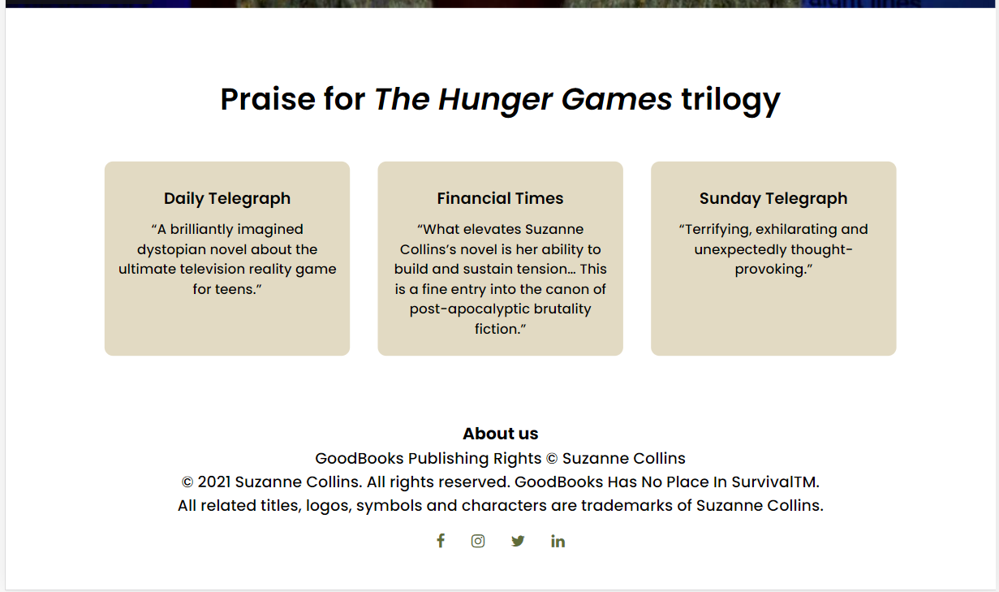 Praise for The Hunger Games trilogy
Daily Telegraph
“A brilliantly imagined
dystopian novel about the
ultimate television reality game
for teens.”
Financial Times
“What elevates Suzanne
Collins’s novel is her ability to
build and sustain tension… This
is a fine entry into the canon of
post-apocalyptic brutality
fiction.”
Sunday Telegraph
“Terrifying, exhilarating and
unexpectedly thought-
provoking.”
About us
GoodBooks Publishing Rights © Suzanne Collins
© 2021 Suzanne Collins. All rights reserved. GoodBooks Has No Place In SurvivalTM.
All related titles, logos, symbols and characters are trademarks of Suzanne Collins.